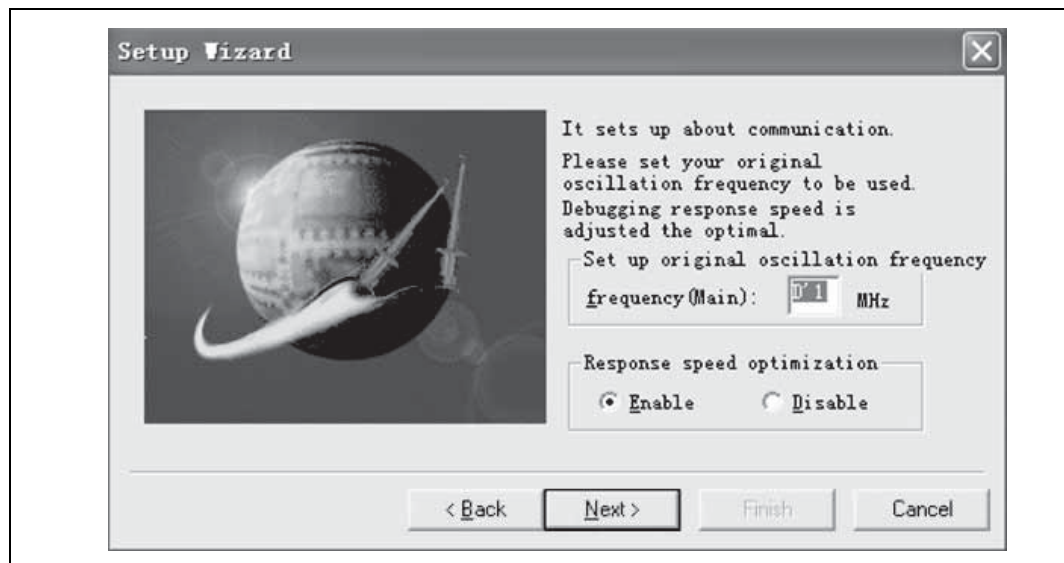 Setup Wizard
It sets up about communication.
Please set your original
oscillation frequency to be used.
Debugging response speed is
adjusted the optimal.
Set up original oscillation frequency
frequency(Main): D'1 MHz
Response speed optimization
Enable Disable
< Back Next > Finish Cancel